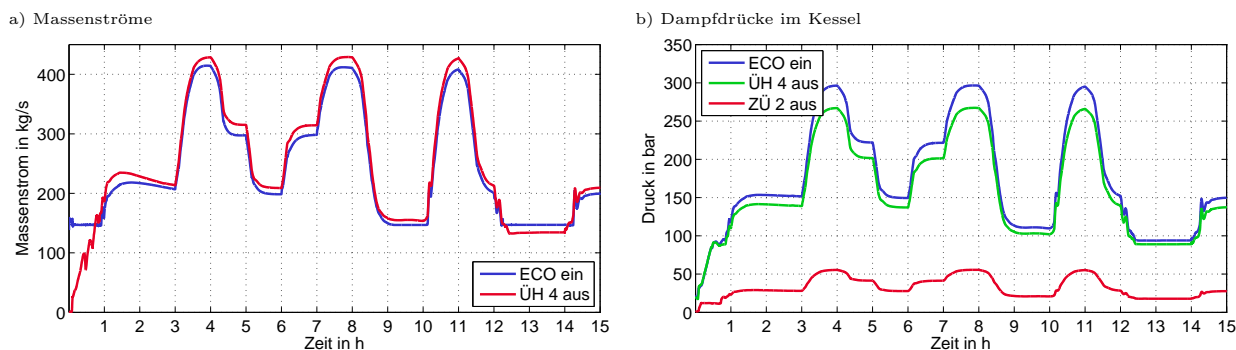 a) Massenströme
b) Dampfdrücke im Kessel
Massenstrom in kg/s
400
300
200
100
0
ECO ein
ÜH 4 aus
1 2 3 4 5 6 7 8 9 10 11 12 13 14 15
Zeit in h
Druck in bar
350
300
250
200
150
100
50
0
ECO ein
ÜH 4 aus
ZÜ 2 aus
1 2 3 4 5 6 7 8 9 10 11 12 13 14 15
Zeit in h